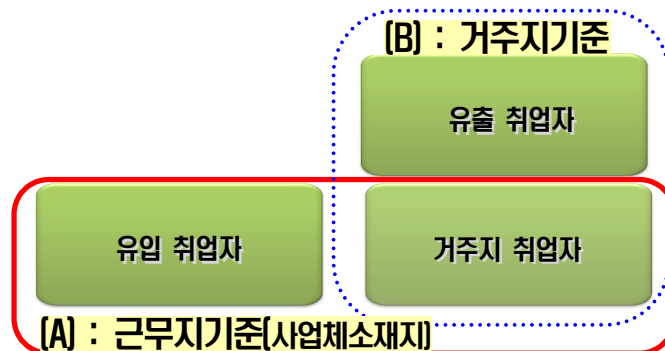 (B) : 거주지기준
유출 취업자
유입 취업자
거주지 취업자
(A) : 근무지기준(사업체소재지)